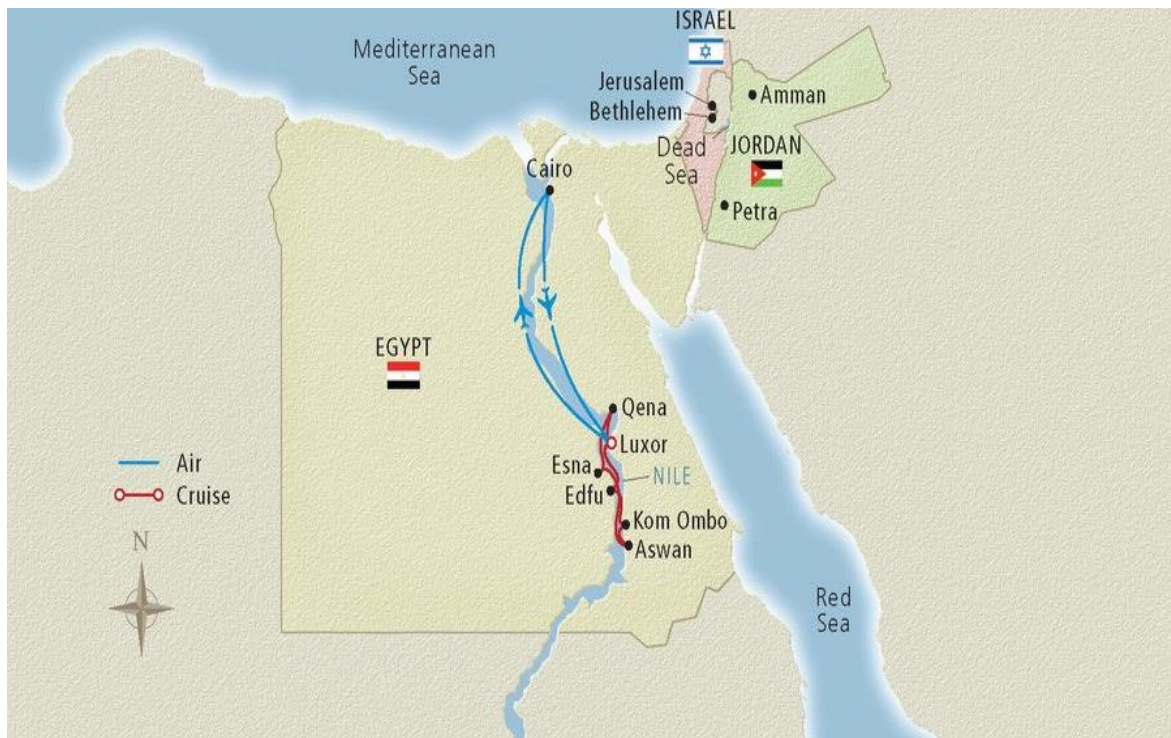 ISRAEL
Mediterranean
Sea
Jerusalem
Bethlehem
Amman
Dead
Sea
JORDAN
Cairo
Petra
EGYPT
Qena
Luxor
Air
Esna
NILE
Cruise
Edfu
Kom Ombo
N
Aswan
Red
Sea